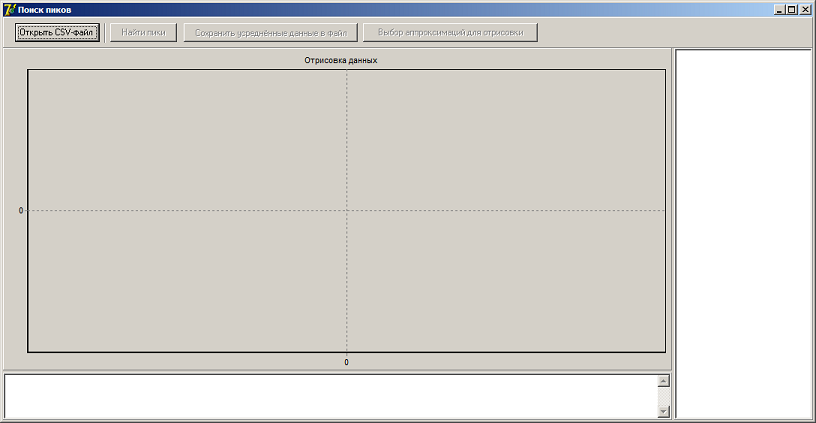 Поиск пиков
Открыть CSV-файл Найти пики Сохранить усреднённые данные в файл Выбор аппроксимаций для отрисовки
Отрисовка данных
0
0